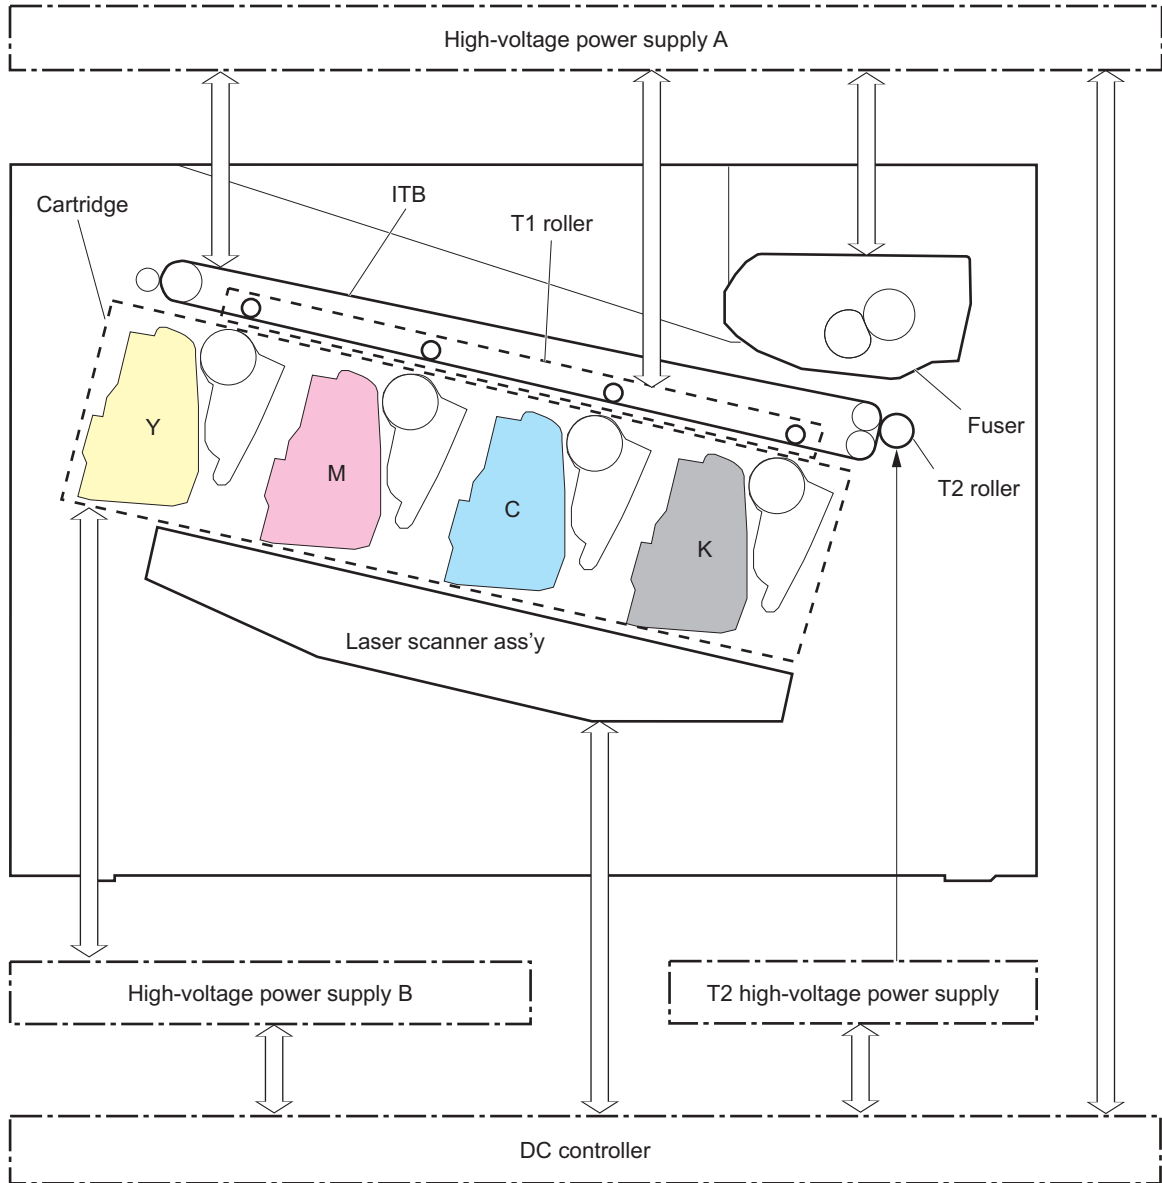 High-voltage power supply A
Cartridge
ITB
T1 roller
Fuser
T2 roller
Y
M
C
K
Laser scanner ass'y
High-voltage power supply B
T2 high-voltage power supply
DC controller